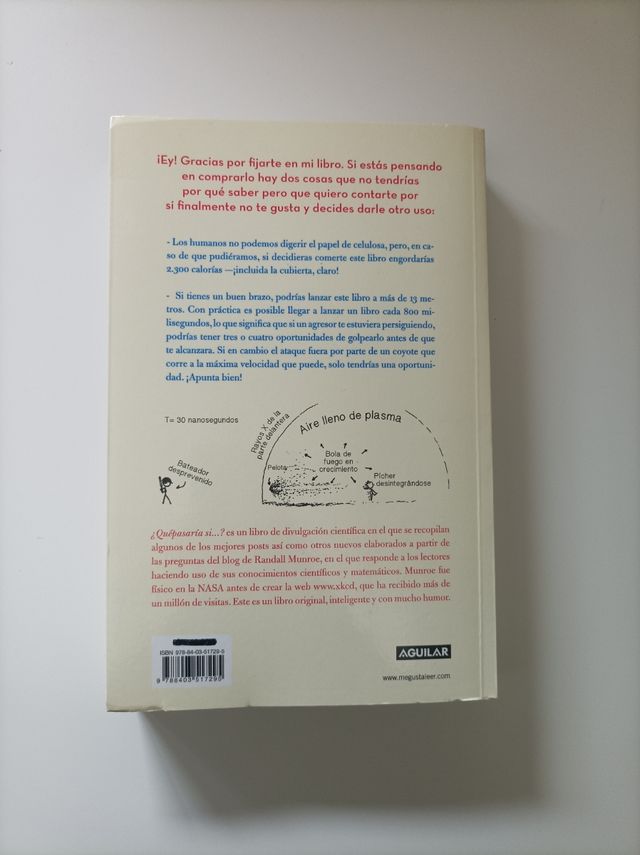 ¡Ey! Gracias por fijarte en mi libro. Si estás pensando
en comprarlo hay dos cosas que no tendrías
por qué saber pero que quiero contarte por
si finalmente no te gusta y decides darle otro uso:
- Los humanos no podemos digerir el papel de celulosa, pero, en ca-
so de que pudiéramos, si decidieras comerte este libro engordarías
2.300 calorías —¡incluida la cubierta, claro!
- Si tienes un buen brazo, podrías lanzar este libro a más de 13 me-
tros. Con práctica es posible llegar a lanzar un libro cada 800 mi-
lisegundos, lo que significa que si un agresor te estuviera persiguiendo,
podrías tener tres o cuatro oportunidades de golpearlo antes de que
te alcanzara. Si en cambio el ataque fuera por parte de un coyote que
corre a la máxima velocidad que puede, solo tendrías una oportuni-
dad. ¡Apunta bien!
T= 30 nanosegundos
Rayos X de la
parte delantera
Aire lleno de plasma
Bateador
desprevenido
Pelota
Bola de
fuego en
crecimiento
Pícher
desintegrándose
¿Quépasaría si...? es un libro de divulgación científica en el que se recopilan
algunos de los mejores posts así como otros nuevos elaborados a partir de
las preguntas del blog de Randall Munroe, en el que responde a los lectores
haciendo uso de sus conocimientos científicos y matemáticos. Munroe fue
físico en la NASA antes de crear la web www.xkcd, que ha recibido más de
un millón de visitas. Este es un libro original, inteligente y con mucho humor.
ISBN 978-84-03-51729-5
9 788403 517295
AGUILAR
www.megustaleer.com